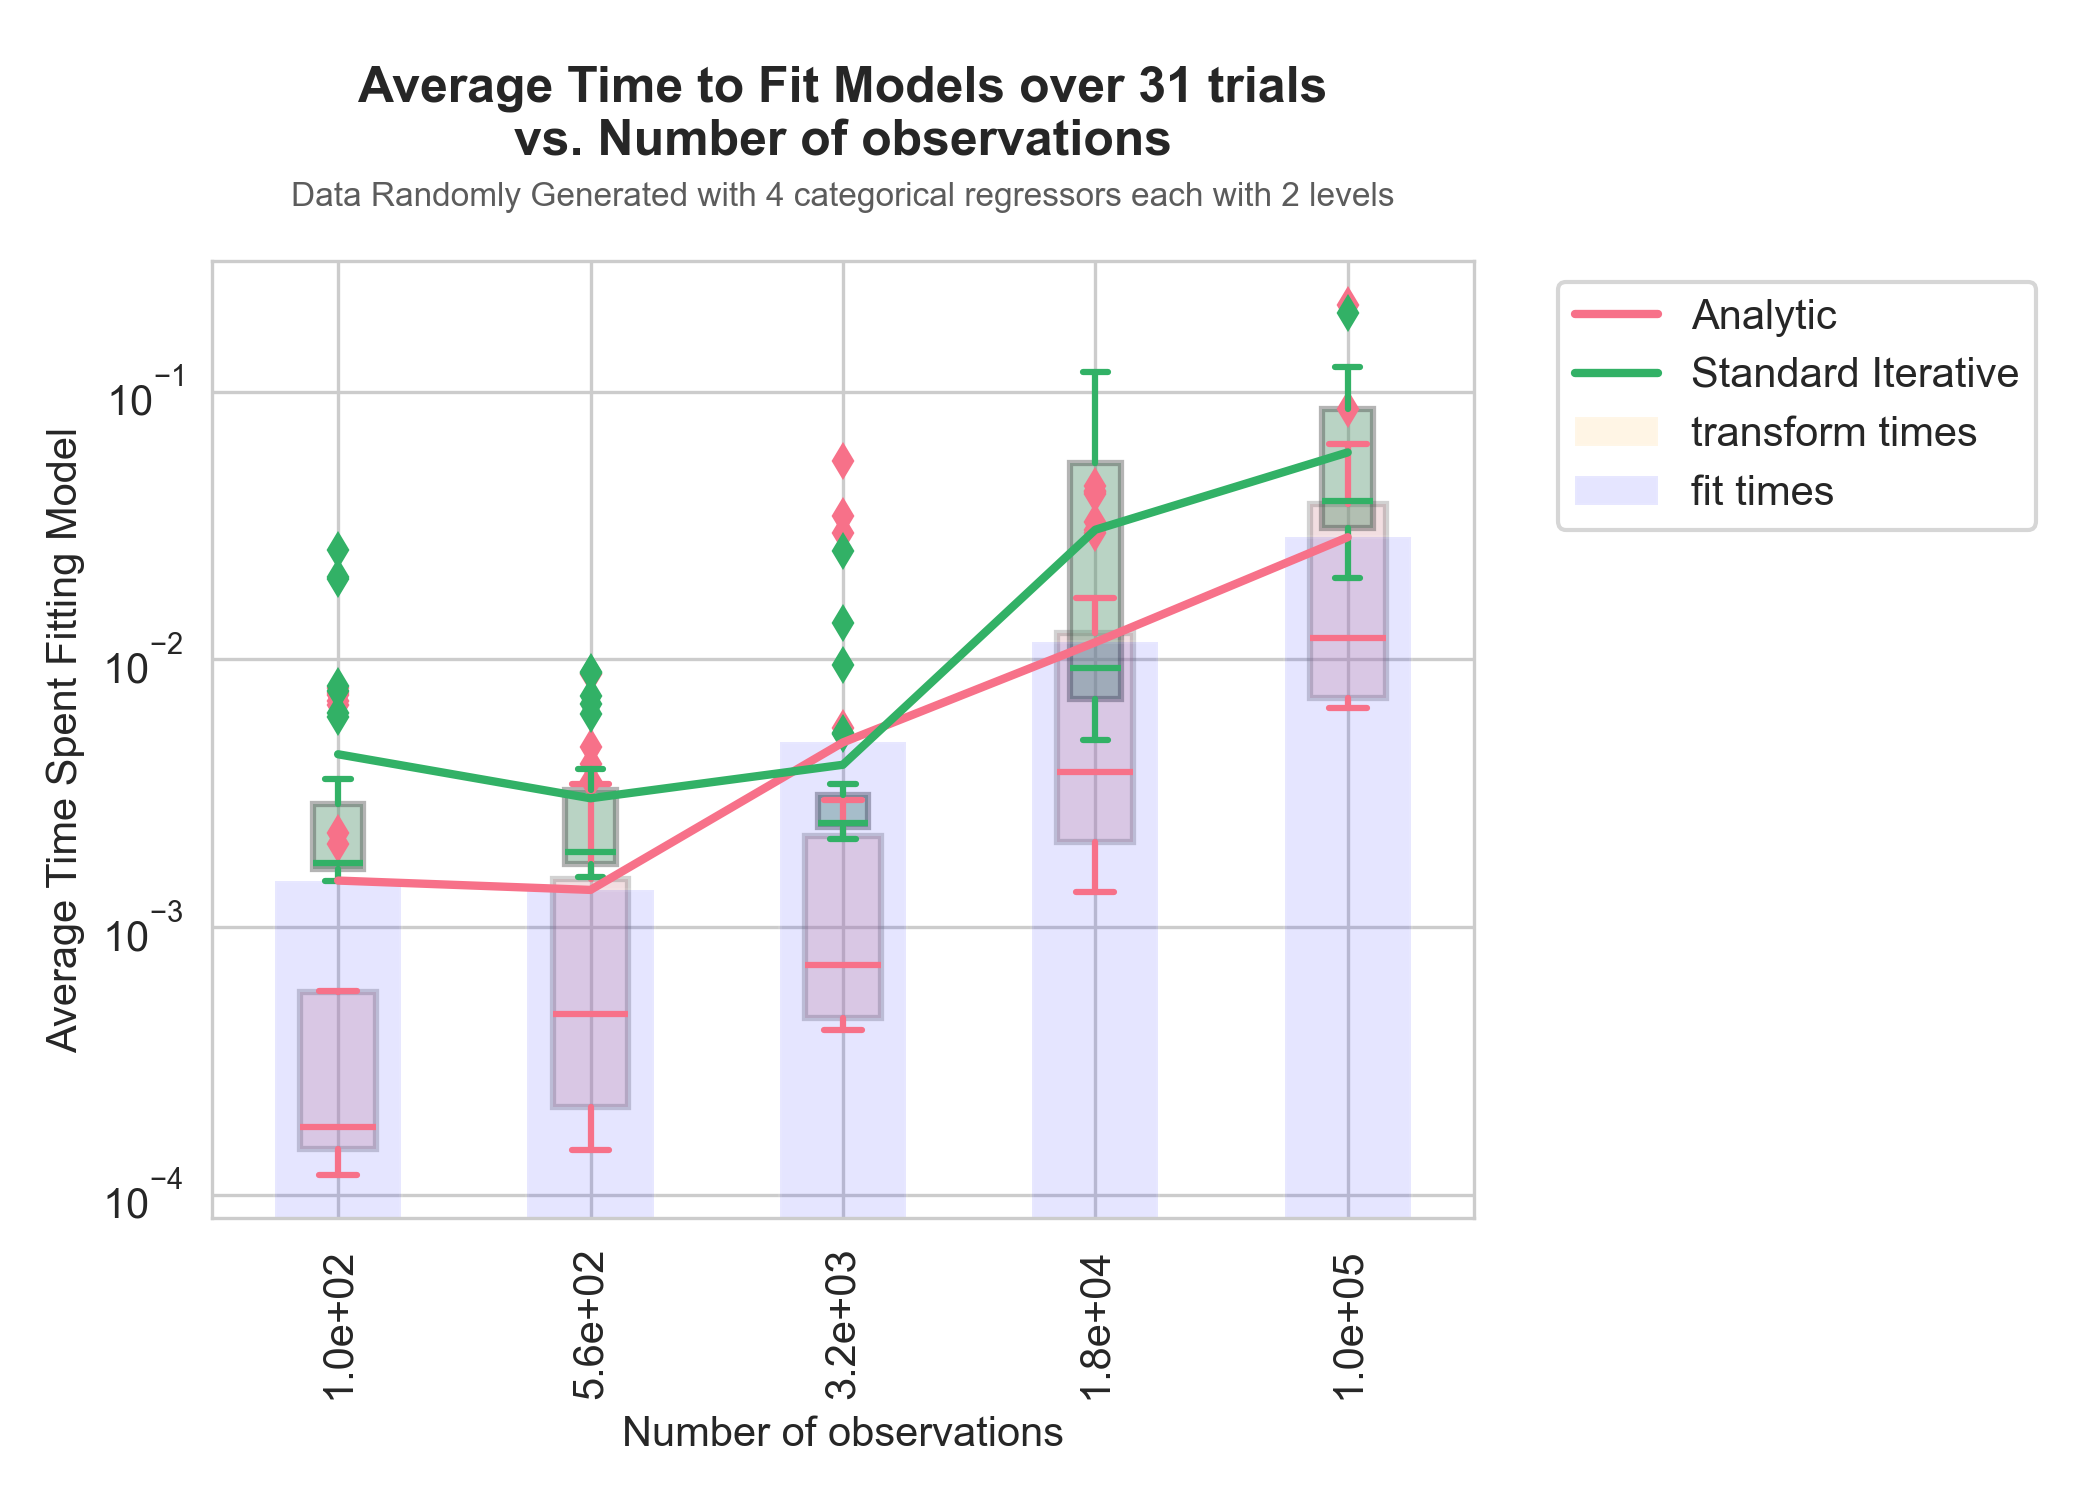 Average Time to Fit Models over 31 trials
vs. Number of observations
Data Randomly Generated with 4 categorical regressors each with 2 levels
Analytic
Standard Iterative
transform times
fit times
Average Time Spent Fitting Model
10⁻¹
10⁻²
10⁻³
10⁻⁴
1.0e+02
5.6e+02
3.2e+03
1.8e+04
1.0e+05
Number of observations